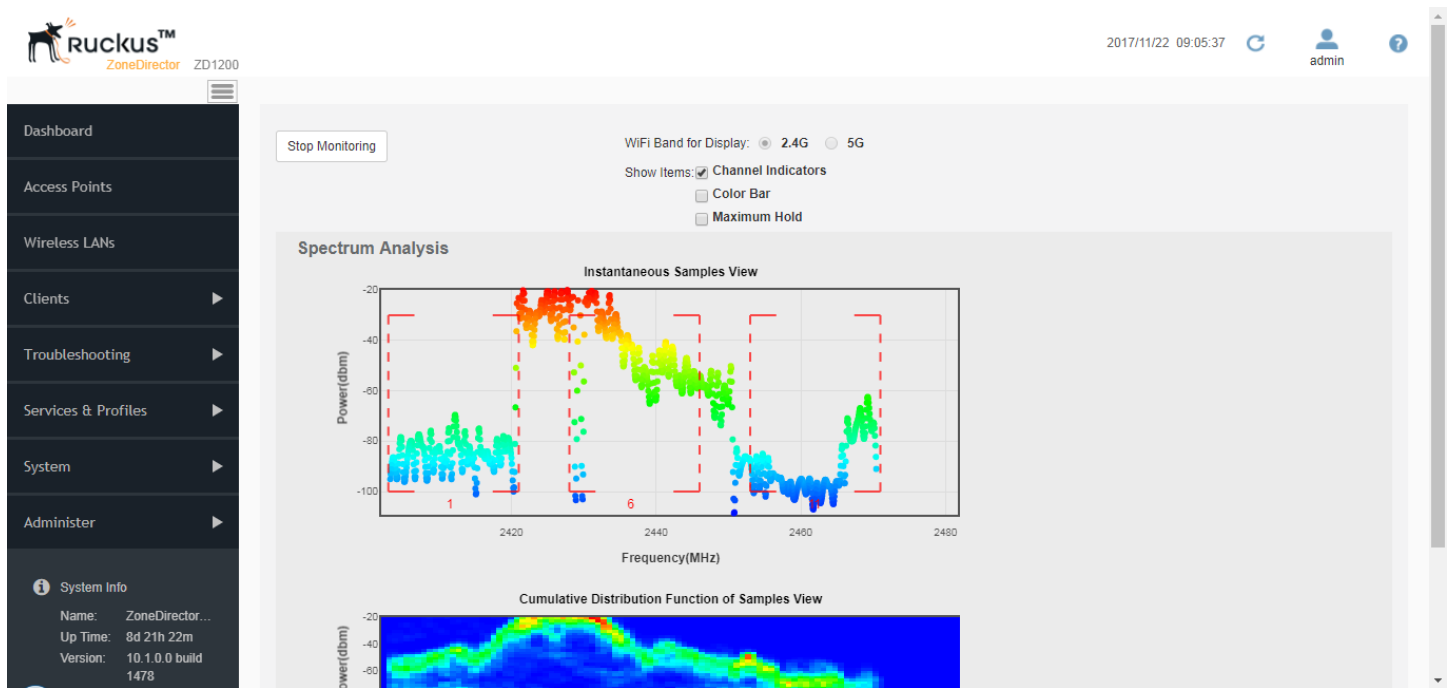 RUCKUS™
ZoneDirector ZD1200
2017/11/22 09:05:37
admin
Dashboard
Access Points
Wireless LANs
Clients
Troubleshooting
Services & Profiles
System
Administer
System Info
Name: ZoneDirector...
Up Time: 8d 21h 22m
Version: 10.1.0.0 build
1478
Stop Monitoring
WiFi Band for Display: 2.4G 5G
Show Items: Channel Indicators
Color Bar
Maximum Hold
Spectrum Analysis
Instantaneous Samples View
Power(dbm)
-20
-40
-60
-80
-100
1
6
2420
2440
2460
2480
Frequency(MHz)
Cumulative Distribution Function of Samples View
-20
-40
-60